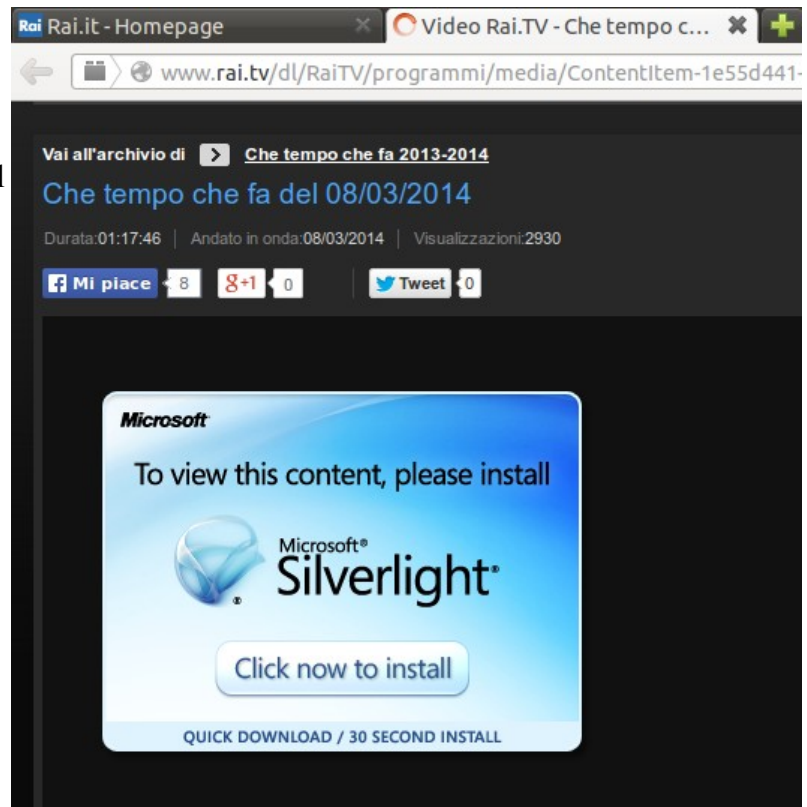 Rai Rai.it - Homepage
Video Rai.TV - Che tempo c...
www.rai.tv/dl/RaiTV/programmi/media/ContentItem-1e55d441-
l
Vai all'archivio di > Che tempo che fa 2013-2014
Che tempo che fa del 08/03/2014
Durata:01:17:46 | Andato in onda:08/03/2014 | Visualizzazioni:2930
f Mi piace 8 g+1 0 Tweet 0
Microsoft
To view this content, please install
Microsoft®
Silverlight®
®
Click now to install
QUICK DOWNLOAD / 30 SECOND INSTALL